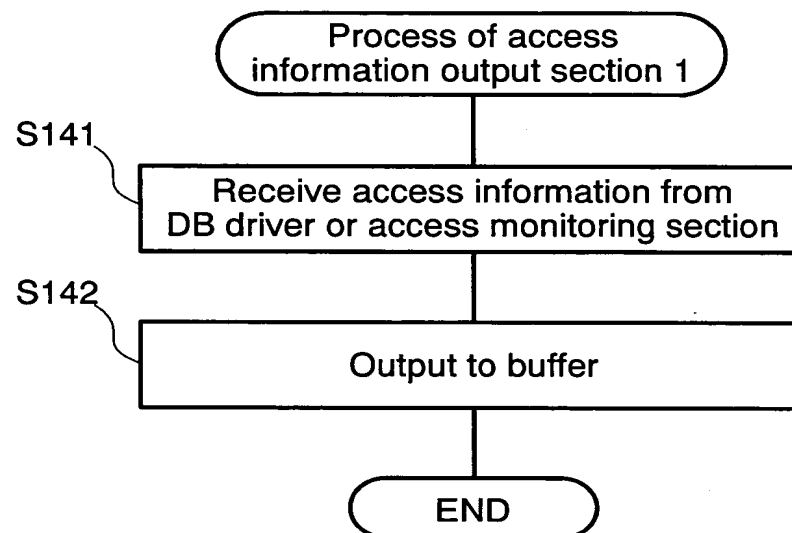 Process of access
information output section 1
S141
Receive access information from
DB driver or access monitoring section
S142
Output to buffer
END